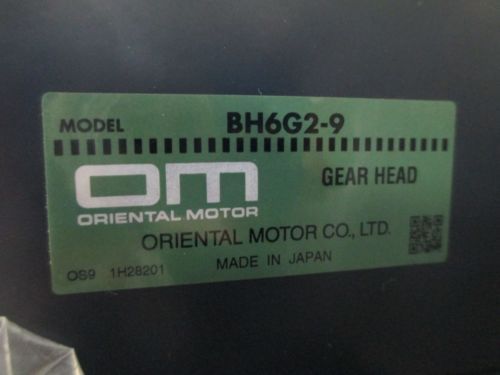 MODEL BH6G2-9
OM GEAR HEAD
ORIENTAL MOTOR
ORIENTAL MOTOR CO., LTD.
OS9 1H28201 MADE IN JAPAN